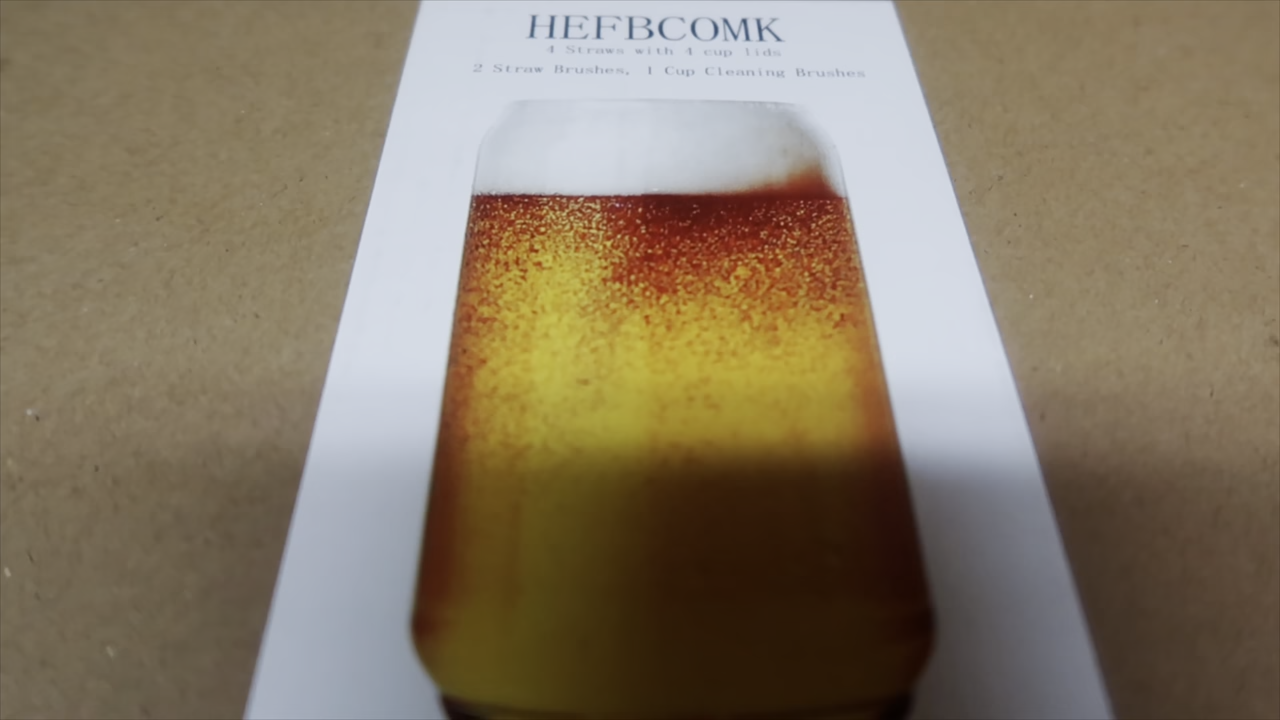 HEFBCOMK
4 Straws with 4 cup lids
2 Straw Brushes, 1 Cup Cleaning Brushes